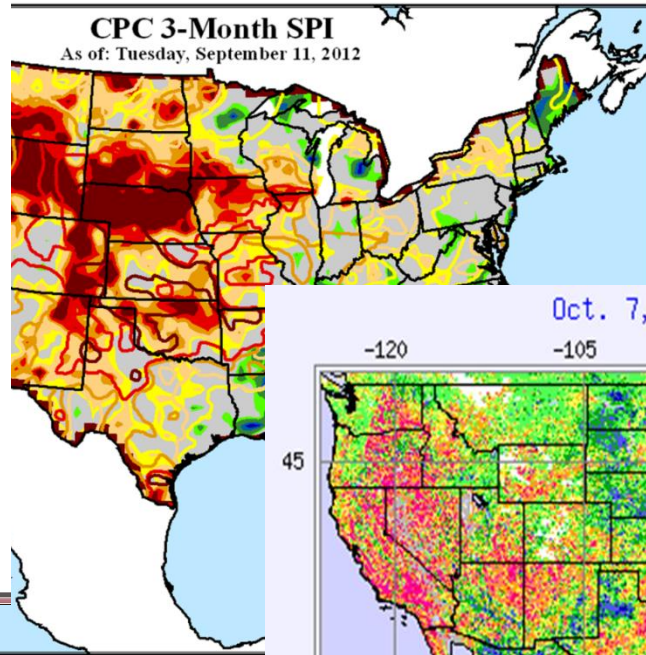 CPC 3-Month SPI
As of: Tuesday, September 11, 2012
Oct. 7,
-120 -105
45